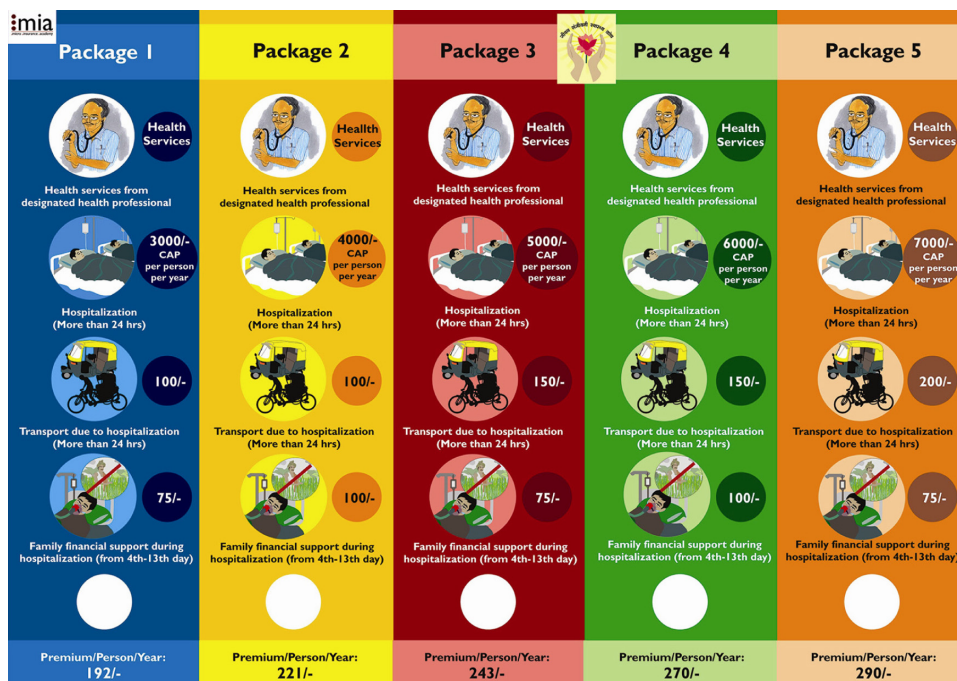 imia
micro insurance academy
Package 1
Health
Services
Health services from
designated health professional
3000/-
CAP
per person
per year
Hospitalization
(More than 24 hrs)
100/-
Transport due to hospitalization
(More than 24 hrs)
75/-
Family financial support during
hospitalization (from 4th-13th day)
Premium/Person/Year:
192/-
Package 2
Health
Services
Health services from
designated health professional
4000/-
CAP
per person
per year
Hospitalization
(More than 24 hrs)
100/-
Transport due to hospitalization
(More than 24 hrs)
100/-
Family financial support during
hospitalization (from 4th-13th day)
Premium/Person/Year:
221/-
Package 3
Health
Services
Health services from
designated health professional
5000/-
CAP
per person
per year
Hospitalization
(More than 24 hrs)
150/-
Transport due to hospitalization
(More than 24 hrs)
75/-
Family financial support during
hospitalization (from 4th-13th day)
Premium/Person/Year:
243/-
Package 4
Health
Services
Health services from
designated health professional
6000/-
CAP
per person
per year
Hospitalization
(More than 24 hrs)
150/-
Transport due to hospitalization
(More than 24 hrs)
100/-
Family financial support during
hospitalization (from 4th-13th day)
Premium/Person/Year:
270/-
Package 5
Health
Services
Health services from
designated health professional
7000/-
CAP
per person
per year
Hospitalization
(More than 24 hrs)
200/-
Transport due to hospitalization
(More than 24 hrs)
75/-
Family financial support during
hospitalization (from 4th-13th day)
Premium/Person/Year:
290/-